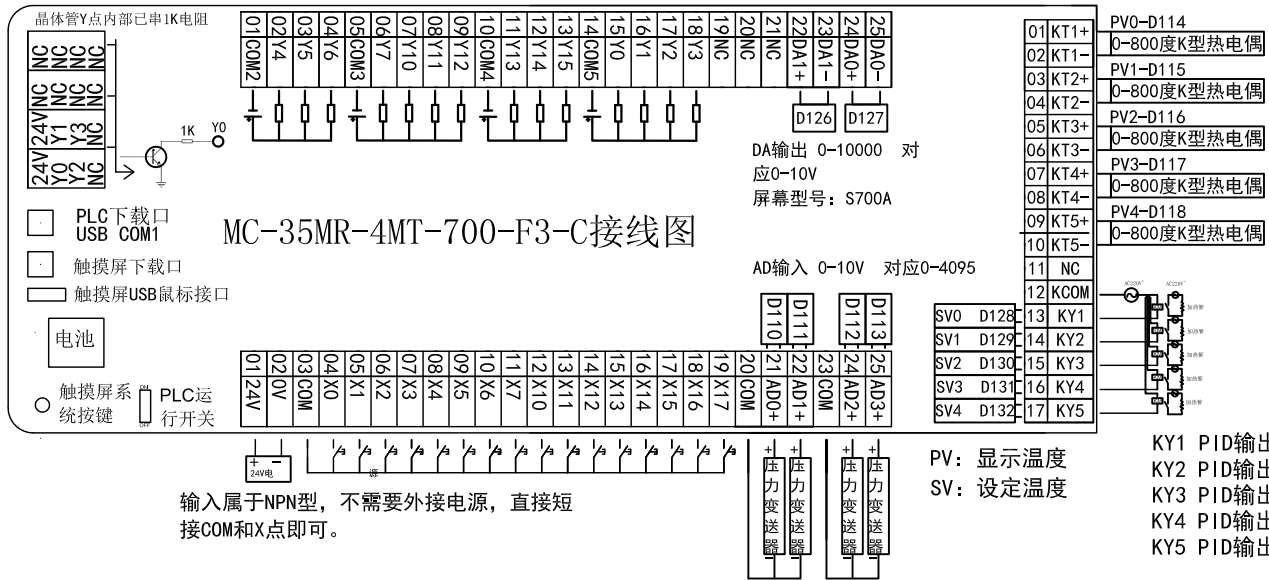 晶体管Y点内部已串1K电阻
NC NC 24V 24V
NC NC Y1 Y0
NC NC Y3 Y2
NC NC NC NC
1K Y0
01 COM2
02 Y4
03 Y5
04 Y6
05 COM3
06 Y7
07 Y10
08 Y11
09 Y12
10 COM4
11 Y13
12 Y14
13 Y15
14 COM5
15 Y0
16 Y1
17 Y2
18 Y3
19 NC
20 NC
21 NC
22 DA1+
23 DA1-
24 DA0+
25 DA0-
D126 D127
DA输出 0-10000 对
应0-10V
屏幕型号：S700A
01 KT1+
02 KT1-
03 KT2+
04 KT2-
05 KT3+
06 KT3-
07 KT4+
08 KT4-
09 KT5+
10 KT5-
11 NC
12 KCOM
13 KY1
14 KY2
15 KY3
16 KY4
17 KY5
PV0-D114
0-800度K型热电偶
PV1-D115
0-800度K型热电偶
PV2-D116
0-800度K型热电偶
PV3-D117
0-800度K型热电偶
PV4-D118
0-800度K型热电偶
PLC下载口
USB COM1
MC-35MR-4MT-700-F3-C接线图
触摸屏下载口
触摸屏USB鼠标接口
电池
触摸屏系
统按键
ON
OFF
PLC运
行开关
AD输入 0-10V 对应0-4095
D110 D111 D112 D113
SV0 D128
SV1 D129
SV2 D130
SV3 D131
SV4 D132
AC220V AC220V
加热管
加热管
加热管
加热管
加热管
01 24V
02 0V
03 COM
04 X0
05 X1
06 X2
07 X3
08 X4
09 X5
10 X6
11 X7
12 X10
13 X11
14 X12
15 X13
16 X14
17 X15
18 X16
19 X17
20 COM
21 AD0+
22 AD1+
23 COM
24 AD2+
25 AD3+
+ -
24V电
源
+ 压力变送器
+ 压力变送器
+ 压力变送器
+ 压力变送器
输入属于NPN型，不需要外接电源，直接短
接COM和X点即可。
PV：显示温度
SV：设定温度
KY1 PID输出
KY2 PID输出
KY3 PID输出
KY4 PID输出
KY5 PID输出